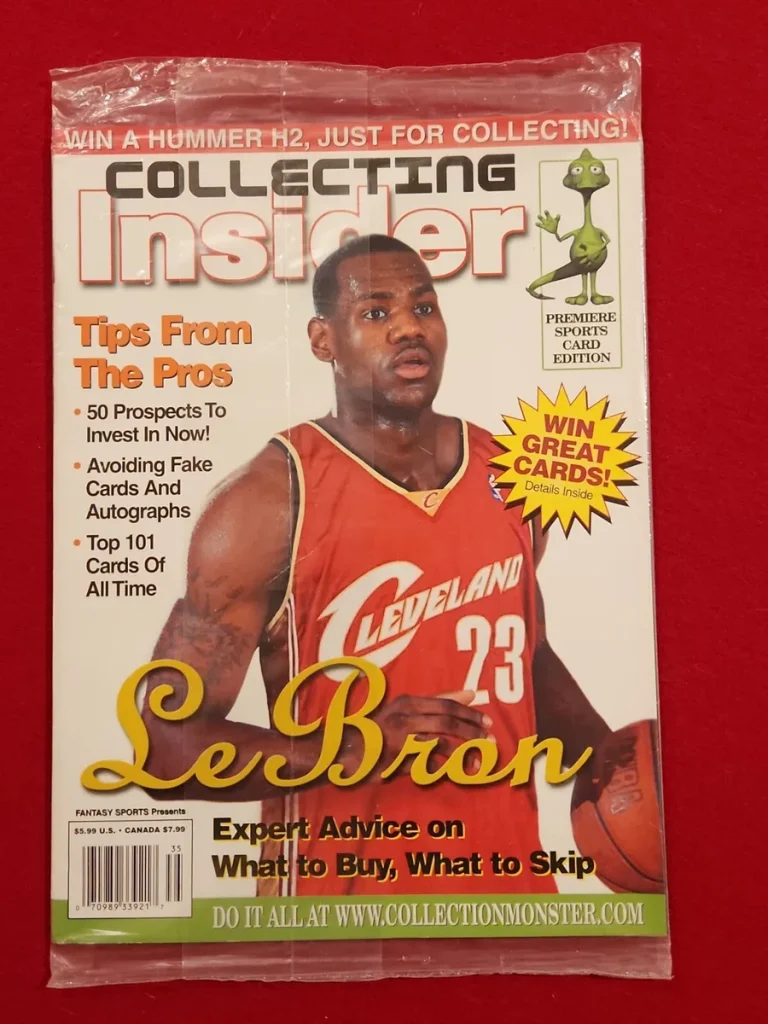 WIN A HUMMER H2, JUST FOR COLLECTING!
COLLECTING
Insider
PREMIERE
SPORTS
CARD
EDITION
Tips From
The Pros
• 50 Prospects To
Invest In Now!
• Avoiding Fake
Cards And
Autographs
• Top 101
Cards Of
All Time
WIN
GREAT
CARDS!
Details Inside
C
CLEVELAND
23
LeBron
FANTASY SPORTS Presents
$5.99 U.S. • CANADA $7.99
35
0 70989 33921 7
Expert Advice on
What to Buy, What to Skip
DO IT ALL AT WWW.COLLECTIONMONSTER.COM